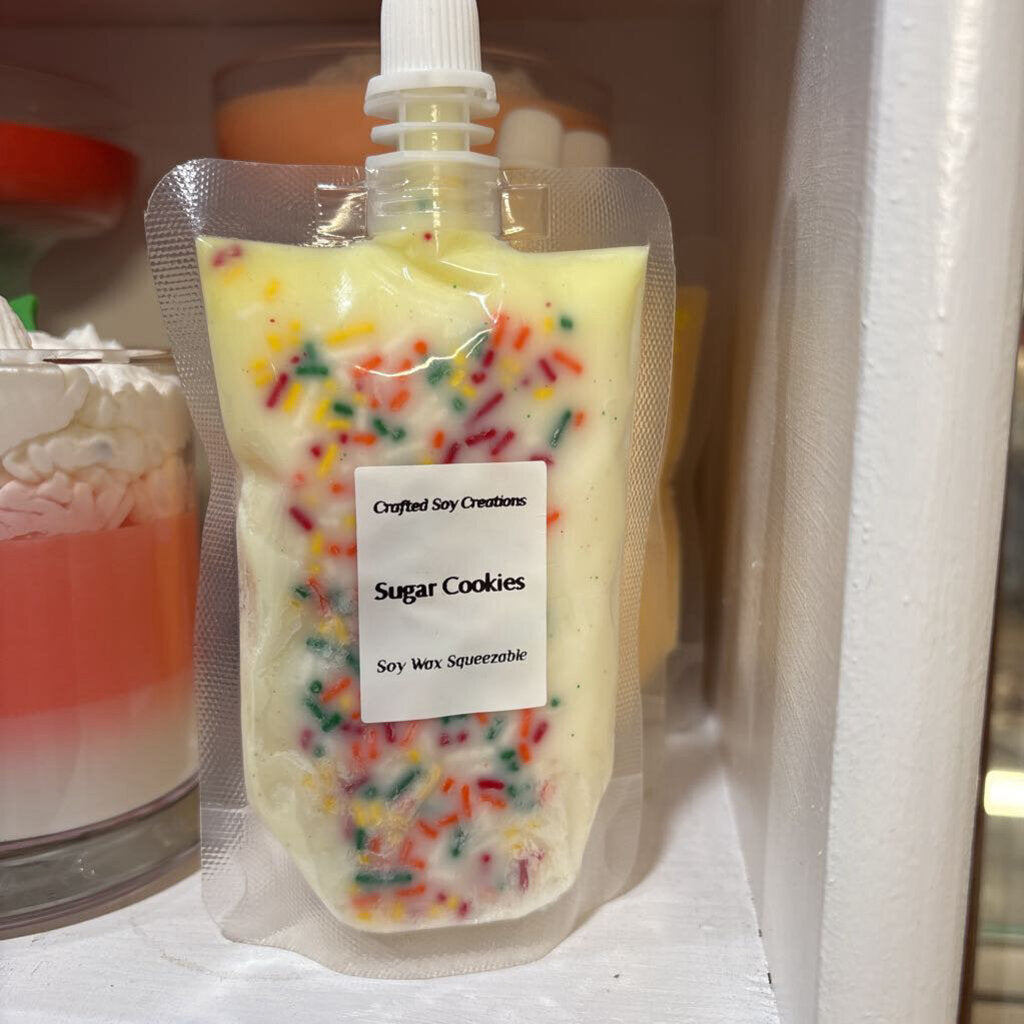 Crafted Soy Creations
Sugar Cookies
Soy Wax Squeezable